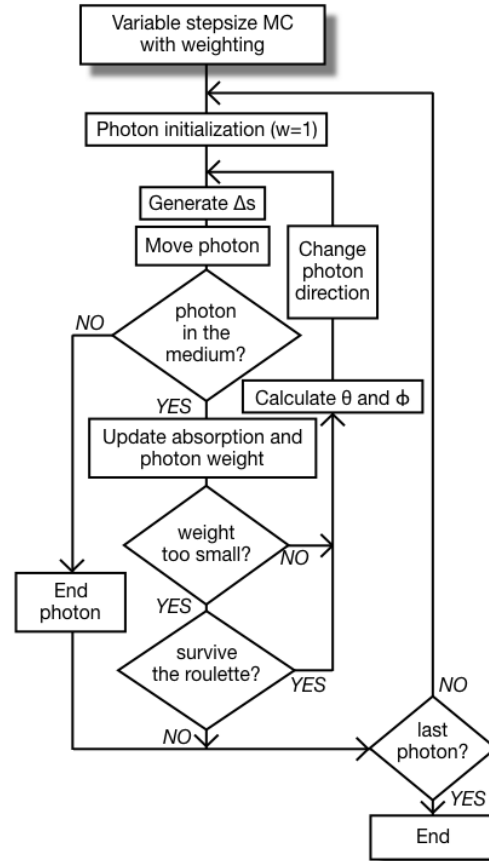 Variable stepsize MC
with weighting
Photon initialization (w=1)
Generate Δs
Move photon
Change
photon
direction
photon
in the
medium?
NO
YES
Calculate θ and ϕ
Update absorption and
photon weight
weight
too small?
NO
YES
End
photon
survive
the roulette?
YES
NO
NO
last
photon?
YES
End